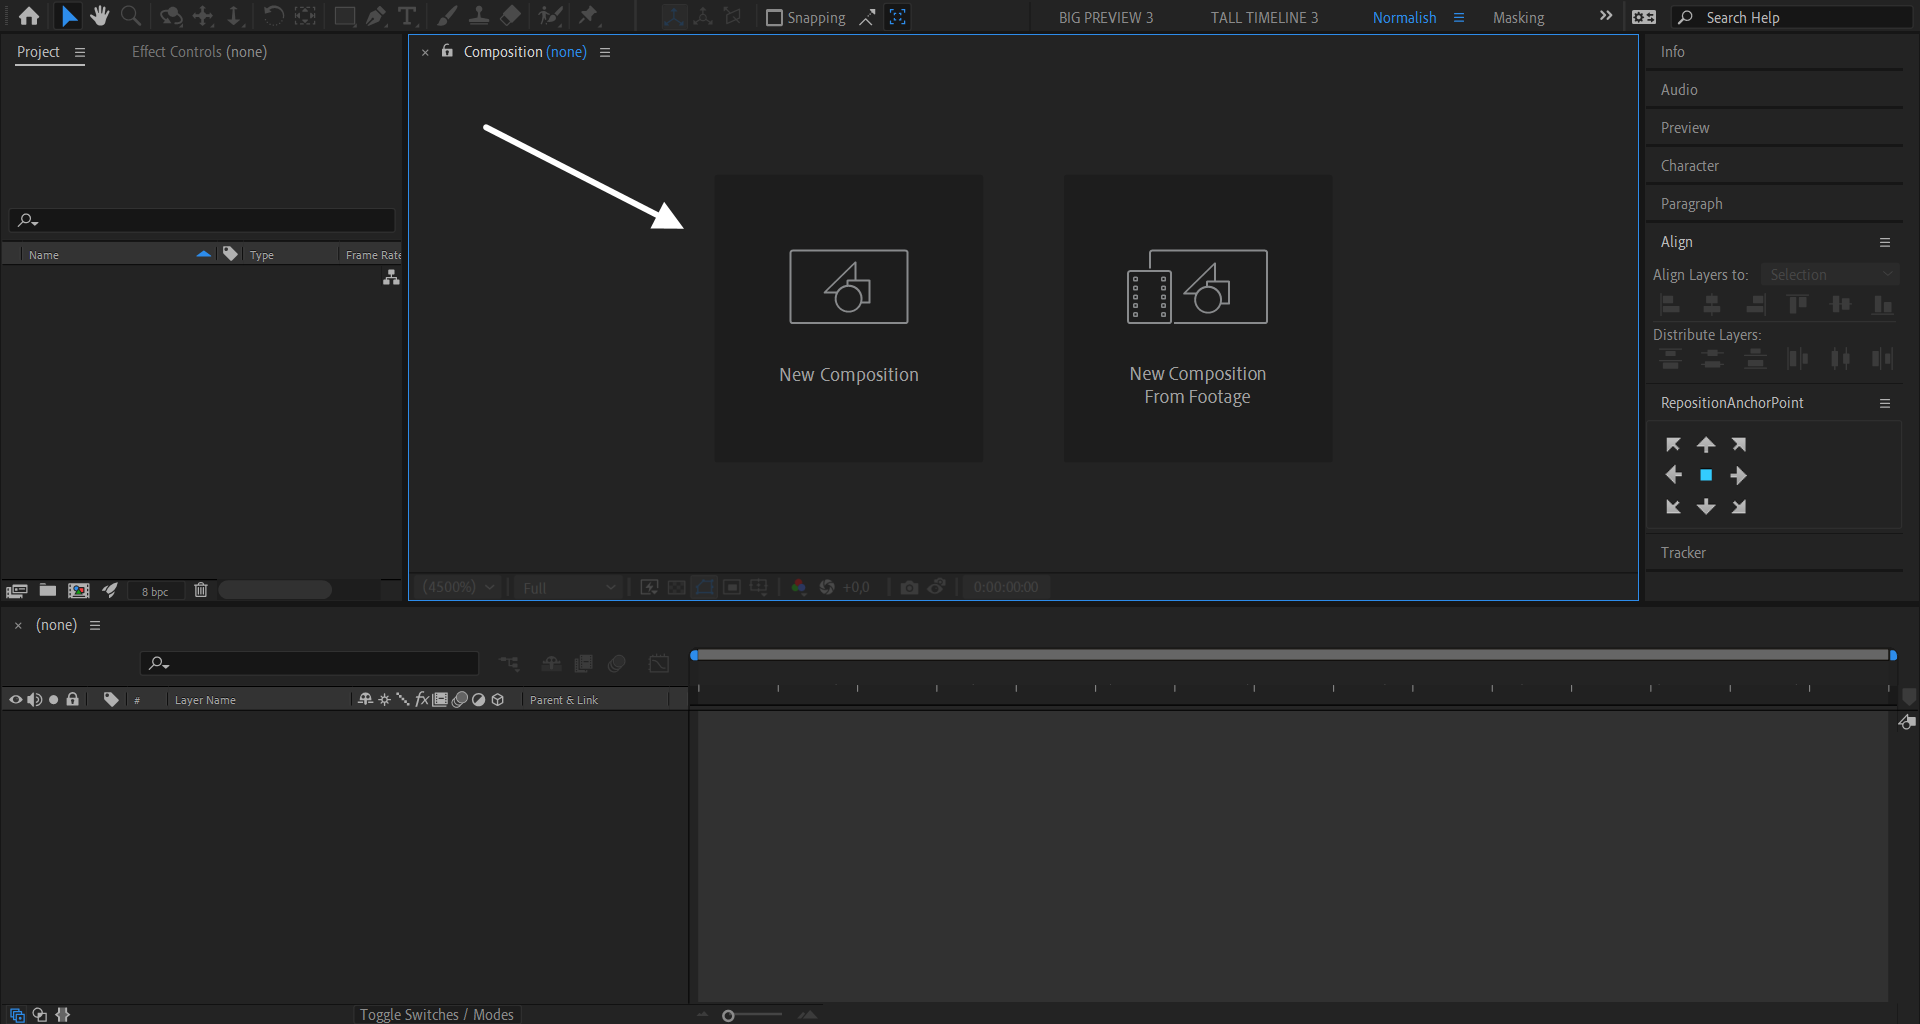 Snapping
BIG PREVIEW 3
TALL TIMELINE 3
Normalish
Masking
Search Help
Project
Effect Controls (none)
Composition (none)
Info
Audio
Preview
Character
Paragraph
Align
Align Layers to:
Selection
Distribute Layers:
RepositionAnchorPoint
Tracker
Name
Type
Frame Rate
New Composition
New Composition
From Footage
8 bpc
(4500%)
Full
+0,0
0:00:00:00
(none)
#
Layer Name
fx
Parent & Link
Toggle Switches / Modes